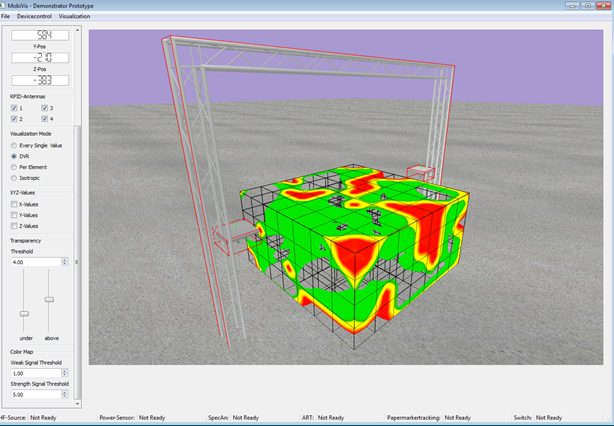 MobiVis - Demonstrator Prototype
File Devicecontrol Visualization
584
Y-Pos
-210
Z-Pos
-383
RFID-Antennas
1 3
2 4
Visualization Mode
Every Single Value
DVR
Per Element
Isotropic
XYZ-Values
X-Values
Y-Values
Z-Values
Transparency
Threshold
4.00
under above
Color Map
Weak Signal Threshold
1.00
Strength Signal Threshold
5.00
HF-Source: Not Ready Power-Sensor: Not Ready SpecAn: Not Ready ART: Not Ready Papermarkertracking: Not Ready Switch: Not Ready